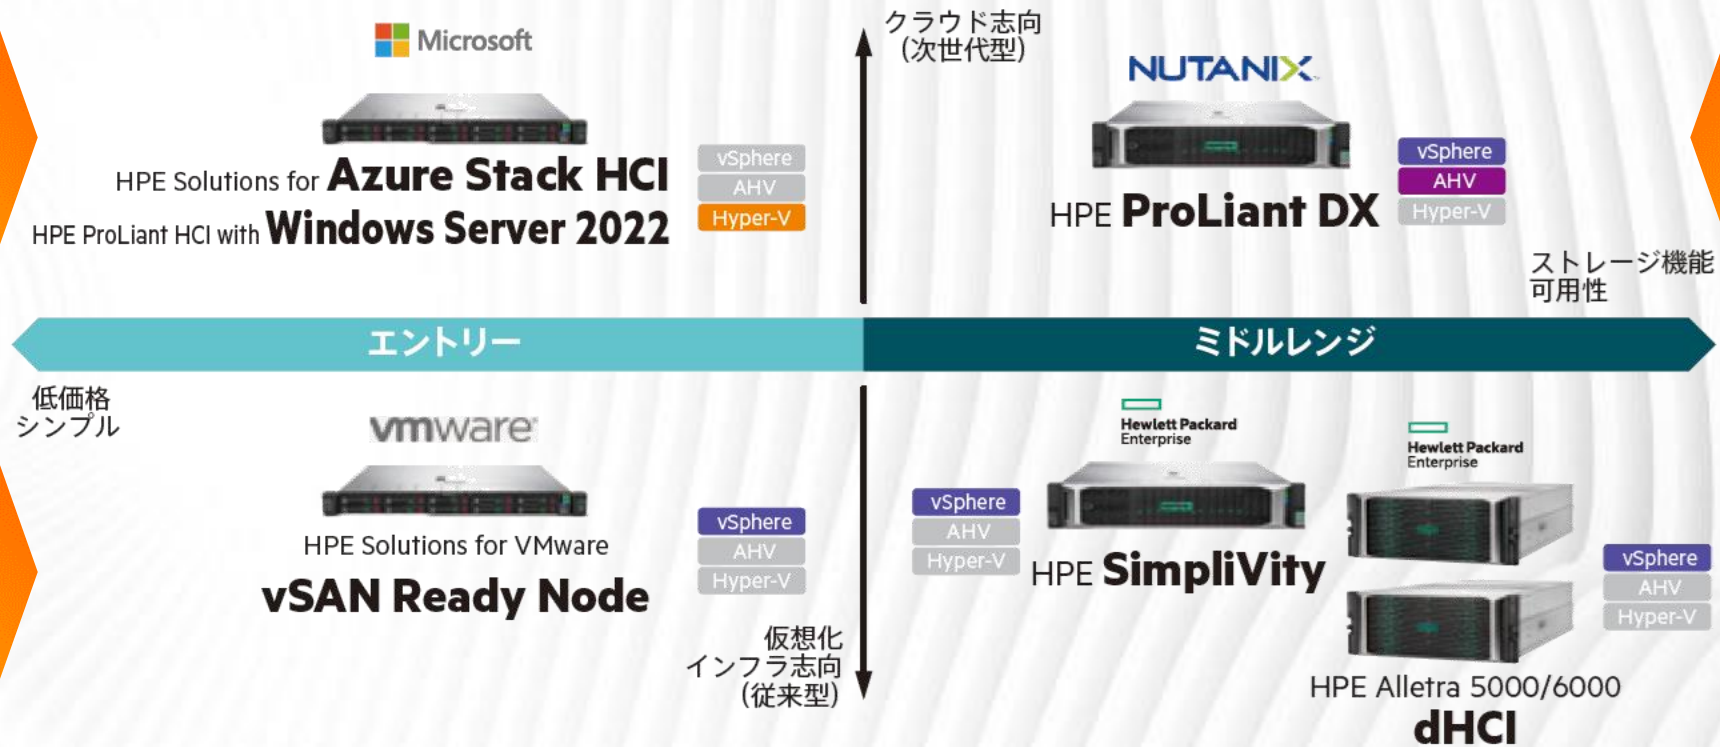 Microsoft
HPE Solutions for Azure Stack HCI
HPE ProLiant HCI with Windows Server 2022
vSphere
AHV
Hyper-V
クラウド志向
(次世代型)
NUTANIX
HPE ProLiant DX
vSphere
AHV
Hyper-V
ストレージ機能
可用性
エントリー
ミドルレンジ
低価格
シンプル
vmware
HPE Solutions for VMware
vSAN Ready Node
vSphere
AHV
Hyper-V
仮想化
インフラ志向
(従来型)
Hewlett Packard
Enterprise
vSphere
AHV
Hyper-V
HPE SimpliVity
Hewlett Packard
Enterprise
vSphere
AHV
Hyper-V
HPE Alletra 5000/6000
dHCI